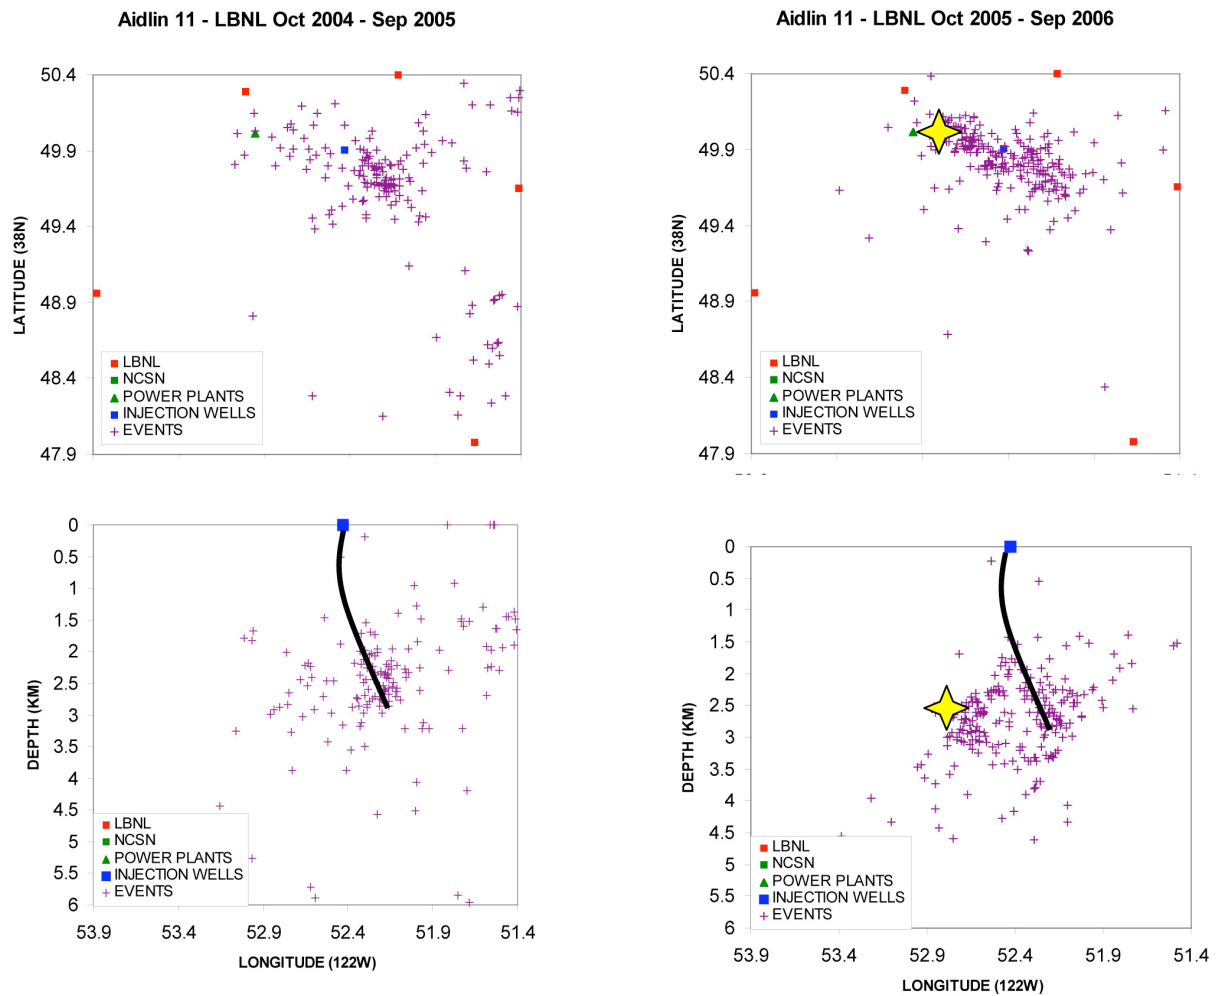 Aidlin 11 - LBNL Oct 2004 - Sep 2005
50.4
49.9
49.4
48.9
48.4
47.9
LATITUDE (38N)
LBNL
NCSN
POWER PLANTS
INJECTION WELLS
EVENTS
Aidlin 11 - LBNL Oct 2005 - Sep 2006
50.4
49.9
49.4
48.9
48.4
47.9
LATITUDE (38N)
LBNL
NCSN
POWER PLANTS
INJECTION WELLS
EVENTS
0
0.5
1
1.5
2
2.5
3
3.5
4
4.5
5
5.5
6
DEPTH (KM)
LBNL
NCSN
POWER PLANTS
INJECTION WELLS
EVENTS
53.9 53.4 52.9 52.4 51.9 51.4
LONGITUDE (122W)
0
0.5
1
1.5
2
2.5
3
3.5
4
4.5
5
5.5
6
DEPTH (KM)
LBNL
NCSN
POWER PLANTS
INJECTION WELLS
EVENTS
53.9 53.4 52.9 52.4 51.9 51.4
LONGITUDE (122W)